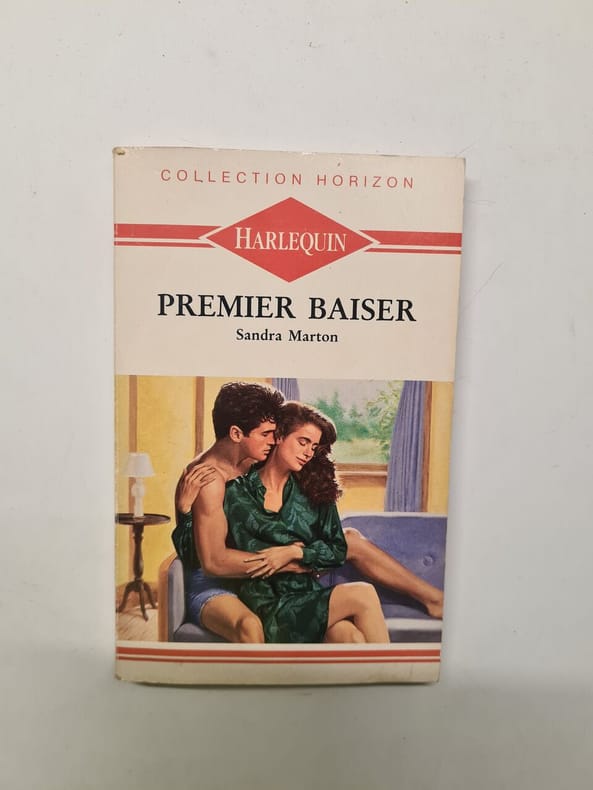 COLLECTION HORIZON
HARLEQUIN
PREMIER BAISER
Sandra Marton